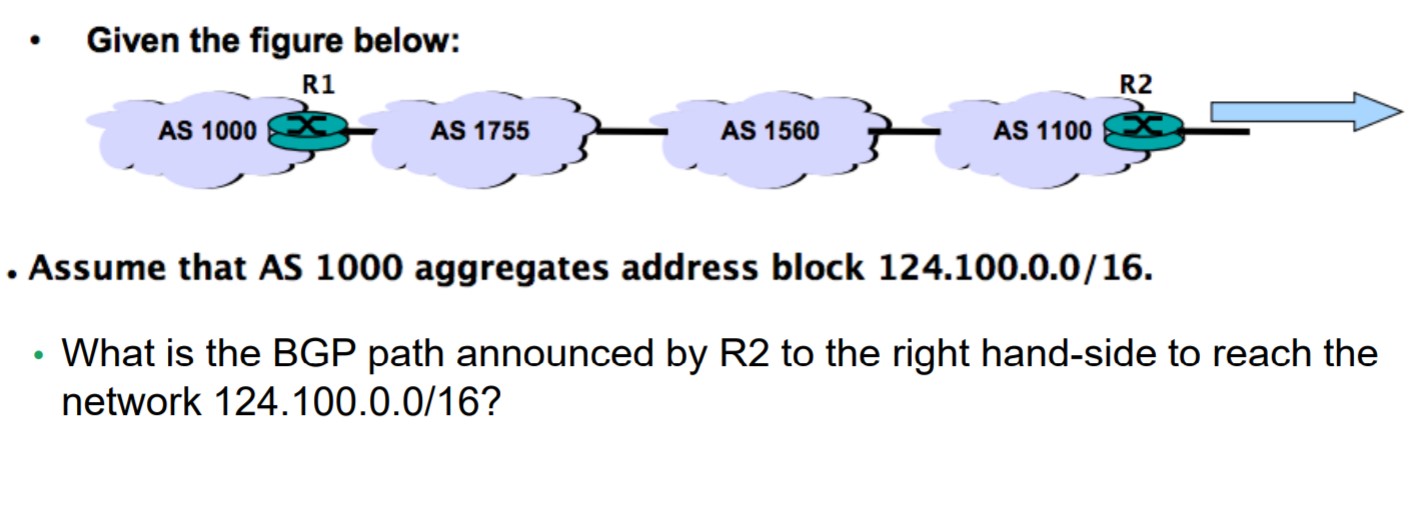 • Given the figure below:
R1 R2
AS 1000 AS 1755 AS 1560 AS 1100
. Assume that AS 1000 aggregates address block 124.100.0.0/16.
• What is the BGP path announced by R2 to the right hand-side to reach the
network 124.100.0.0/16?